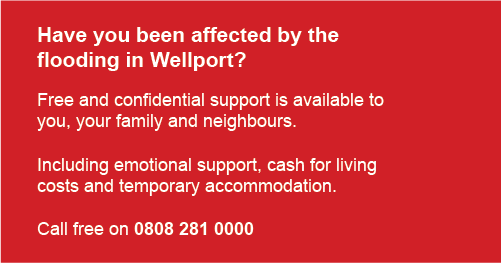 Have you been affected by the
flooding in Wellport?
Free and confidential support is available to
you, your family and neighbours.
Including emotional support, cash for living
costs and temporary accommodation.
Call free on 0808 281 0000